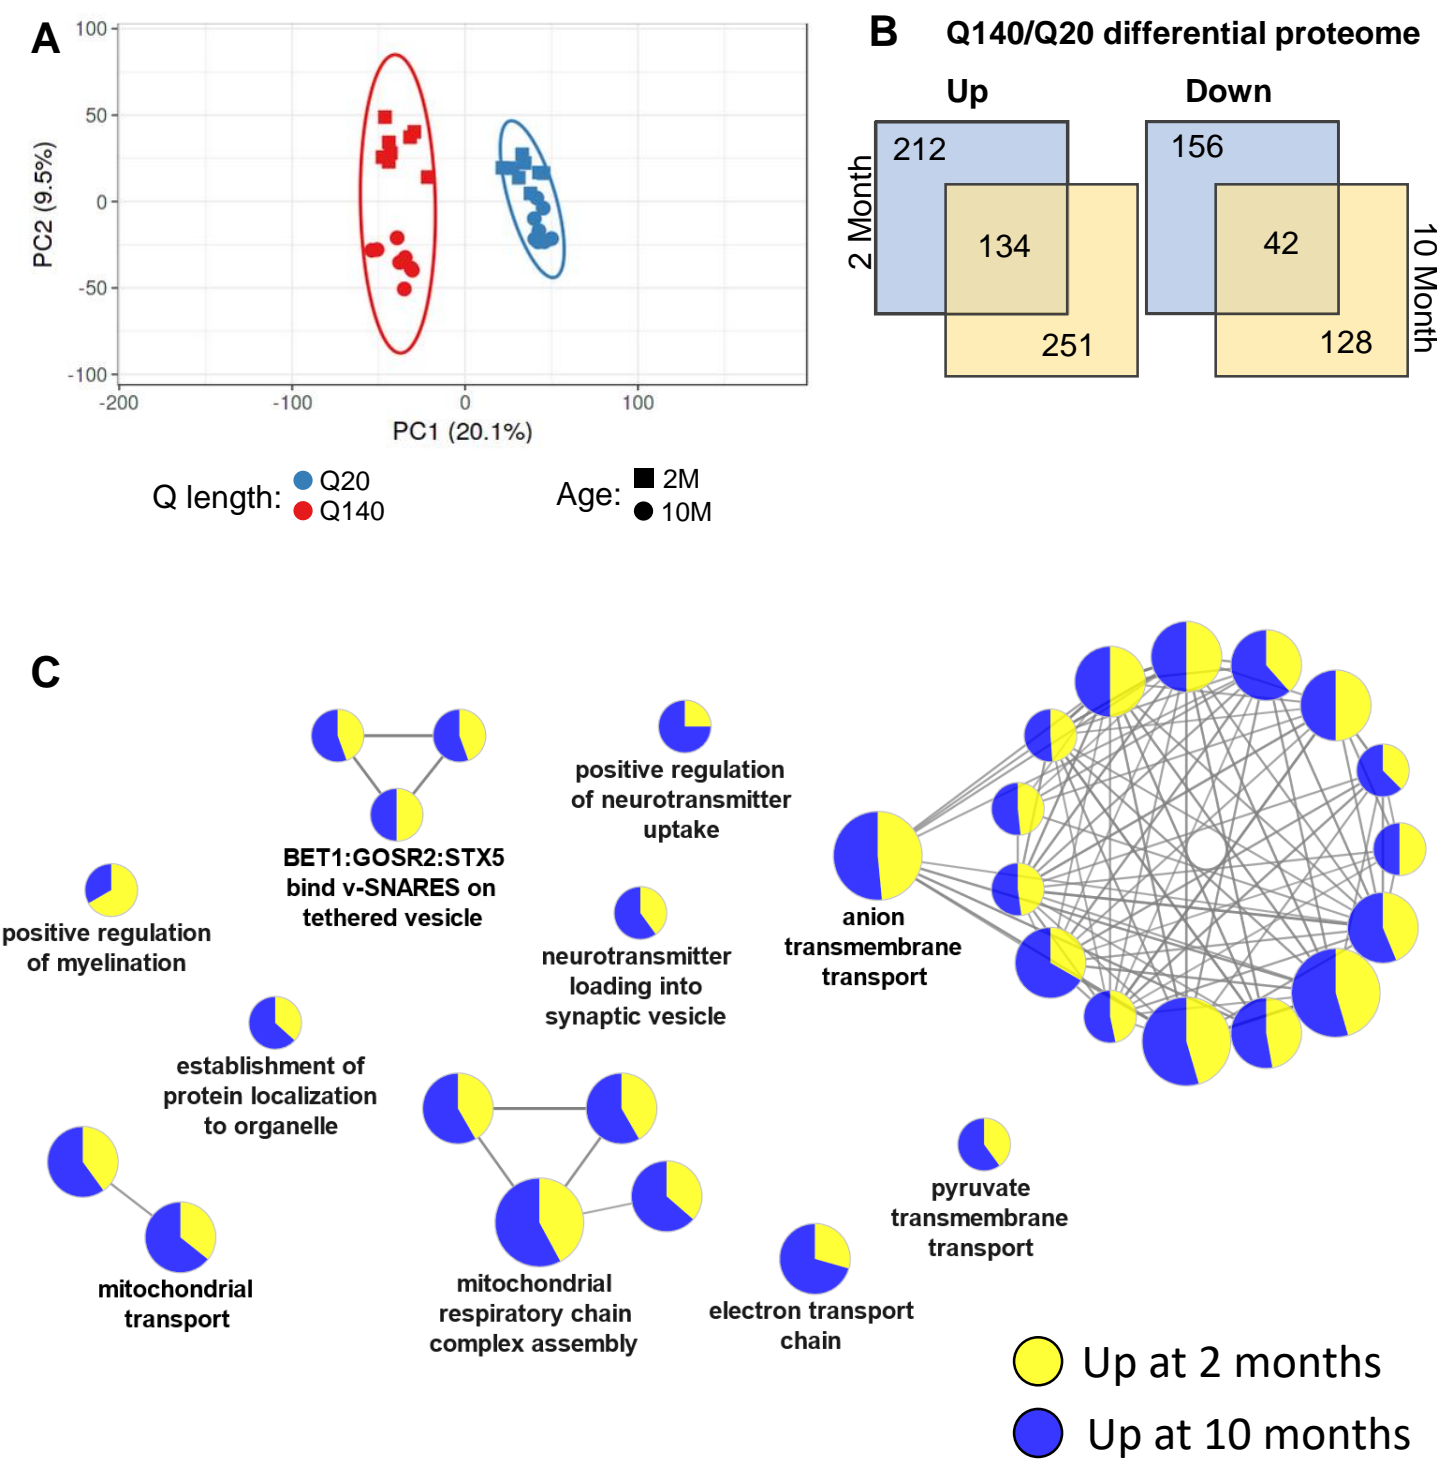 A
100
50
0
-50
-100
PC2 (9.5%)
-200
-100
0
100
PC1 (20.1%)
Q length:
Q20
Q140
Age:
2M
10M
B
Q140/Q20 differential proteome
Up
Down
2 Month
212
134
251
156
42
128
10 Month
C
BET1:GOSR2:STX5
bind v-SNARES on
tethered vesicle
positive regulation
of neurotransmitter
uptake
positive regulation
of myelination
neurotransmitter
loading into
synaptic vesicle
anion
transmembrane
transport
establishment of
protein localization
to organelle
mitochondrial
transport
mitochondrial
respiratory chain
complex assembly
electron transport
chain
pyruvate
transmembrane
transport
Up at 2 months
Up at 10 months